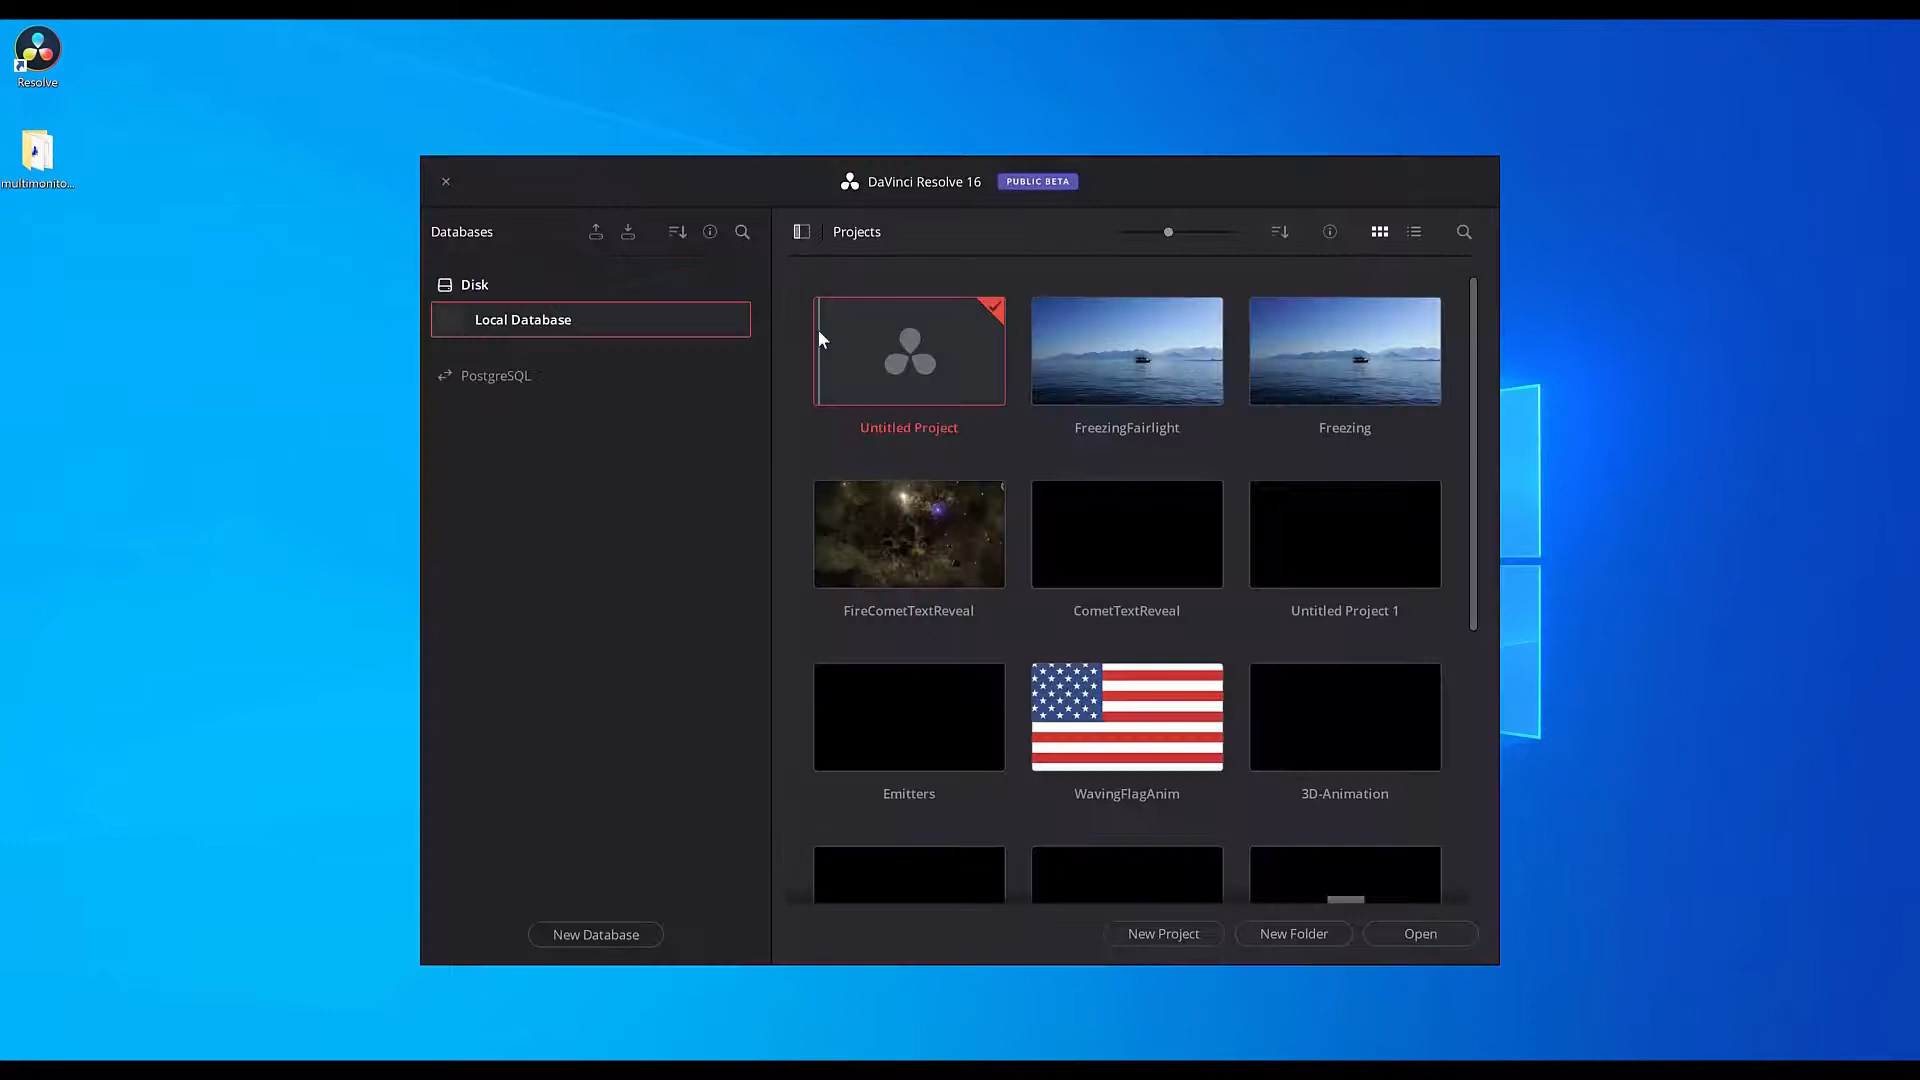 Resolve
multimonito...
DaVinci Resolve 16 PUBLIC BETA
Databases
Disk
Local Database
PostgreSQL
New Database
Projects
Untitled Project
FreezingFairlight
Freezing
FireCometTextReveal
CometTextReveal
Untitled Project 1
Emitters
WavingFlagAnim
3D-Animation
New Project
New Folder
Open